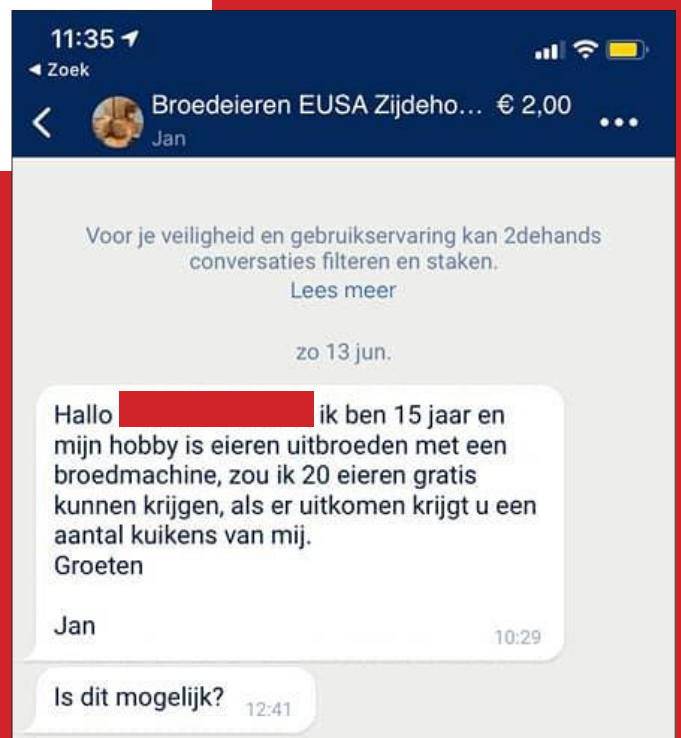 11:35
◀ Zoek
Broedeieren EUSA Zijdeho... € 2,00
Jan
Voor je veiligheid en gebruikservaring kan 2dehands
conversaties filteren en staken.
Lees meer
zo 13 jun.
Hallo ik ben 15 jaar en
mijn hobby is eieren uitbroeden met een
broedmachine, zou ik 20 eieren gratis
kunnen krijgen, als er uitkomen krijgt u een
aantal kuikens van mij.
Groeten
Jan
10:29
Is dit mogelijk? 12:41